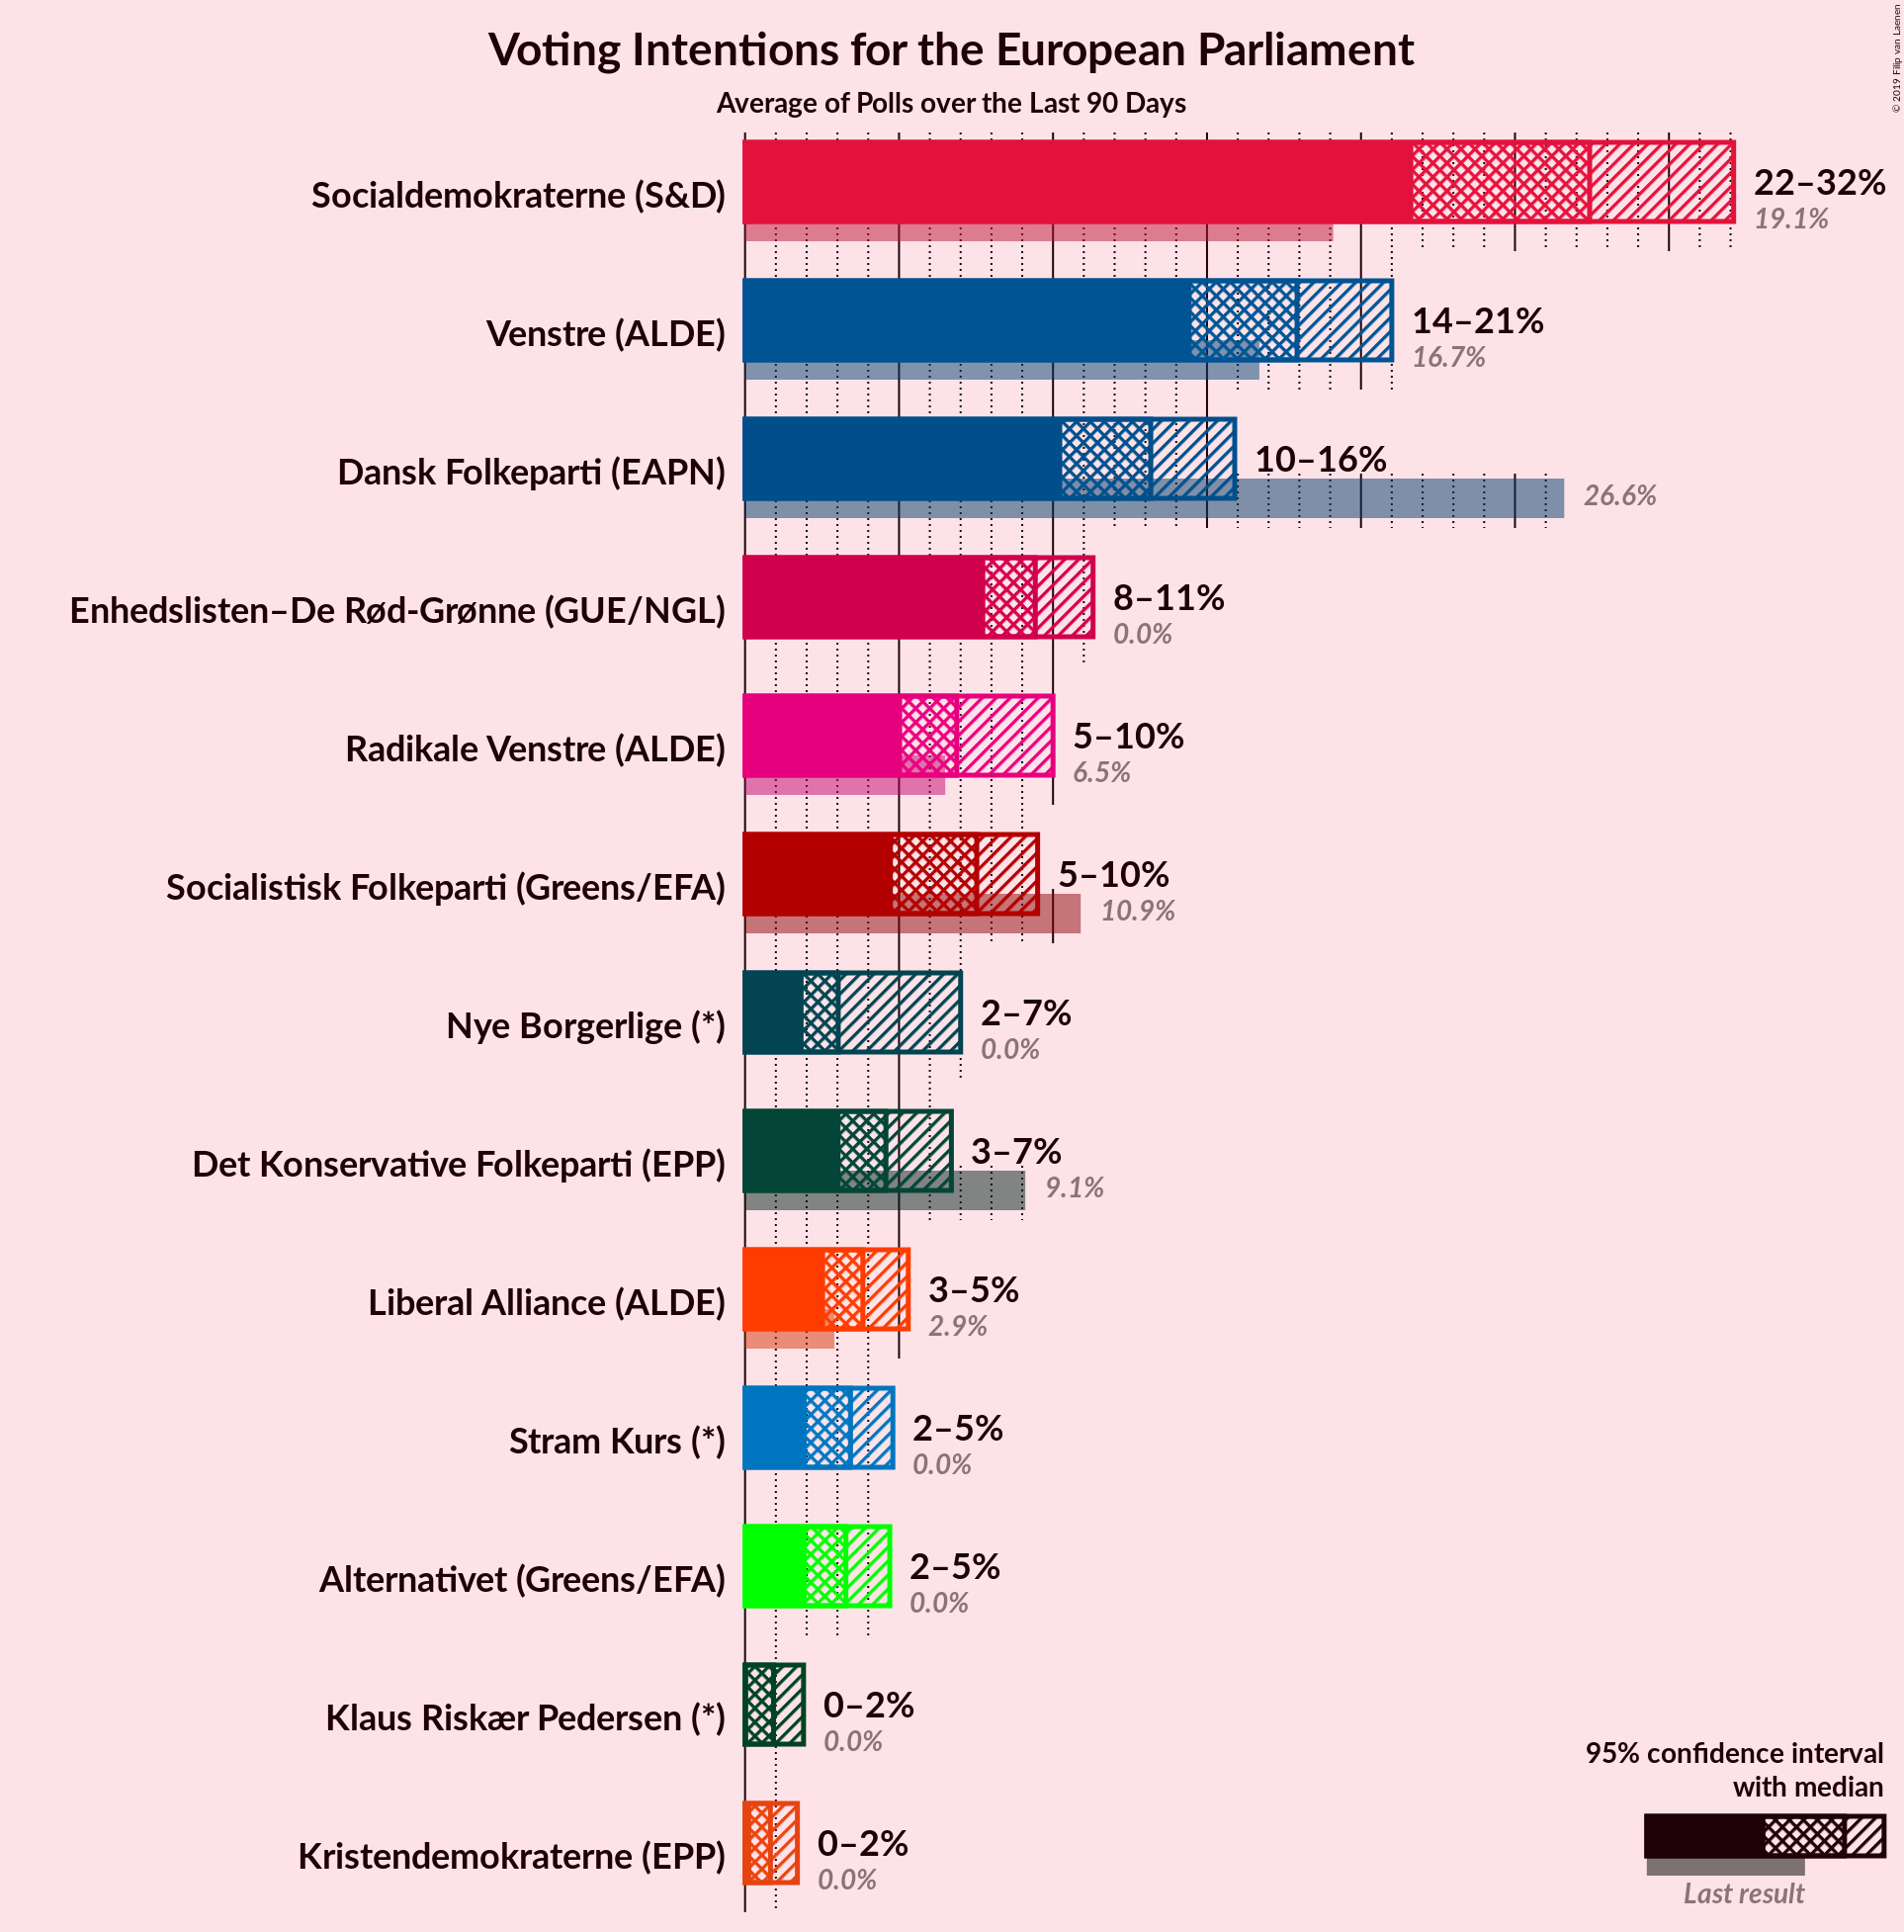 Voting Intentions for the European Parliament
Average of Polls over the Last 90 Days
© 2019 Filip van Laenen
Socialdemokraterne (S&D)
22–32%
19.1%
Venstre (ALDE)
14–21%
16.7%
Dansk Folkeparti (EAPN)
10–16%
26.6%
Enhedslisten–De Rød-Grønne (GUE/NGL)
8–11%
0.0%
Radikale Venstre (ALDE)
5–10%
6.5%
Socialistisk Folkeparti (Greens/EFA)
5–10%
10.9%
Nye Borgerlige (*)
2–7%
0.0%
Det Konservative Folkeparti (EPP)
3–7%
9.1%
Liberal Alliance (ALDE)
3–5%
2.9%
Stram Kurs (*)
2–5%
0.0%
Alternativet (Greens/EFA)
2–5%
0.0%
Klaus Riskær Pedersen (*)
0–2%
0.0%
Kristendemokraterne (EPP)
0–2%
0.0%
95% confidence interval
with median
Last result